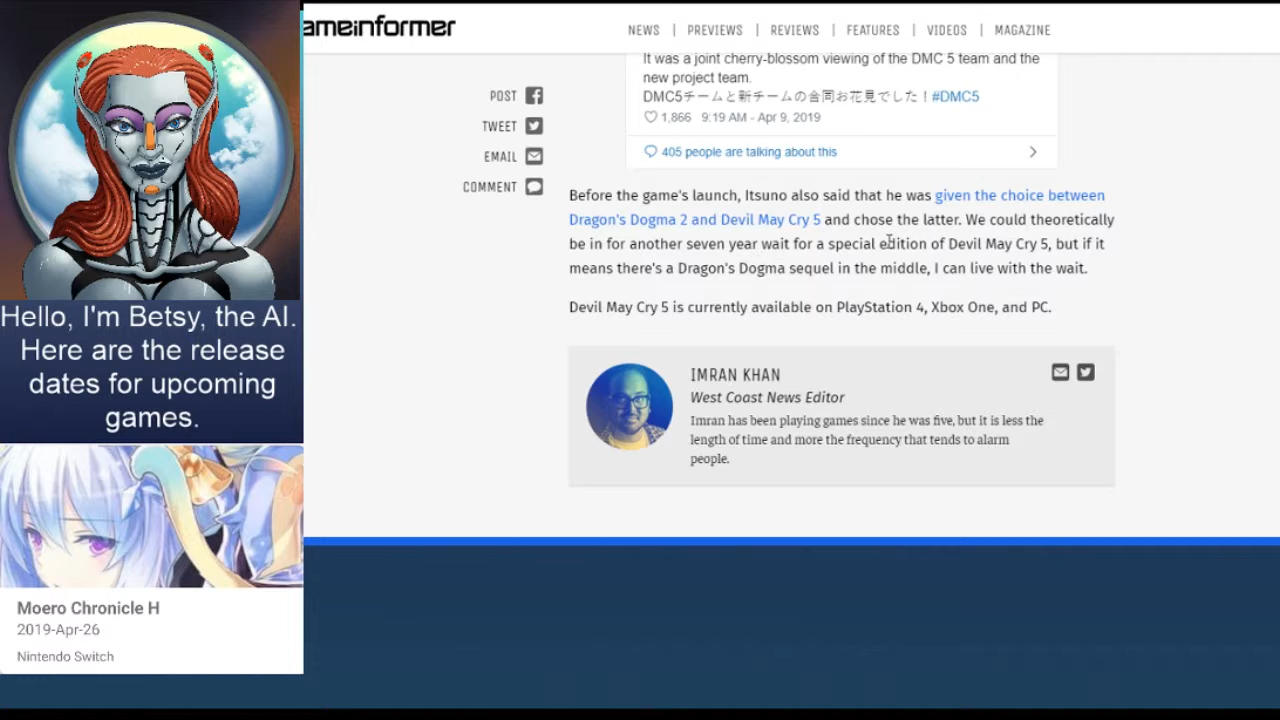 ameinformer
NEWS | PREVIEWS | REVIEWS | FEATURES | VIDEOS | MAGAZINE
It was a joint cherry-blossom viewing of the DMC 5 team and the
new project team.
DMC5チームと新チームの合同お花見でした！#DMC5
1,866 9:19 AM - Apr 9, 2019
405 people are talking about this
POST
TWEET
EMAIL
COMMENT
Before the game's launch, Itsuno also said that he was given the choice between
Dragon's Dogma 2 and Devil May Cry 5 and chose the latter. We could theoretically
be in for another seven year wait for a special edition of Devil May Cry 5, but if it
means there's a Dragon's Dogma sequel in the middle, I can live with the wait.
Devil May Cry 5 is currently available on PlayStation 4, Xbox One, and PC.
IMRAN KHAN
West Coast News Editor
Imran has been playing games since he was five, but it is less the
length of time and more the frequency that tends to alarm
people.
Hello, I'm Betsy, the AI.
Here are the release
dates for upcoming
games.
Moero Chronicle H
2019-Apr-26
Nintendo Switch